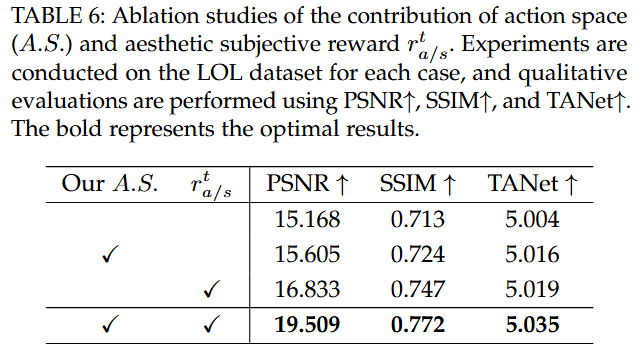 TABLE 6: Ablation studies of the contribution of action space
(A.S.) and aesthetic subjective reward r^t_{a/s}. Experiments are
conducted on the LOL dataset for each case, and qualitative
evaluations are performed using PSNR↑, SSIM↑, and TANet↑.
The bold represents the optimal results.
Our A.S. r^t_{a/s} PSNR ↑ SSIM ↑ TANet ↑
15.168 0.713 5.004
✓ 15.605 0.724 5.016
✓ 16.833 0.747 5.019
✓ ✓ 19.509 0.772 5.035